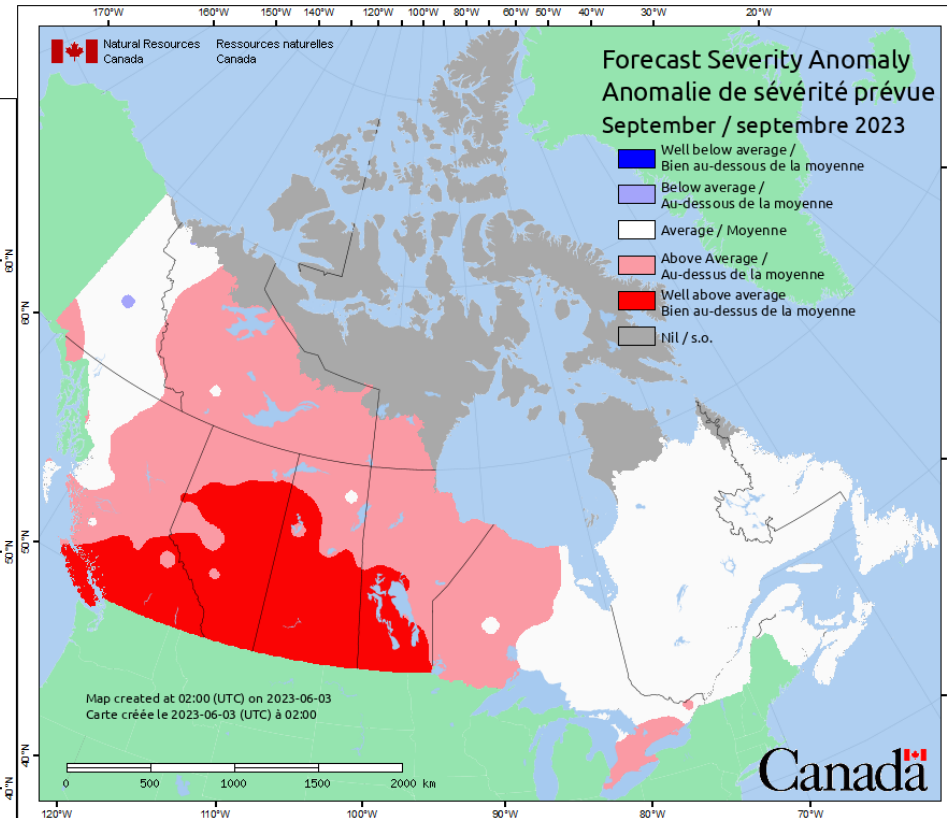 170°W 160°W 150°W 140°W 120°W 100°W 80°W 60°W 50°W 40°W 30°W 20°W
Natural Resources Ressources naturelles
Canada Canada
Forecast Severity Anomaly
Anomalie de sévérité prévue
September / septembre 2023
Well below average /
Bien au-dessous de la moyenne
Below average /
Au-dessous de la moyenne
Average / Moyenne
Above Average /
Au-dessus de la moyenne
Well above average
Bien au-dessus de la moyenne
Nil / s.o.
60°N
60°N
50°N
50°N
40°N
40°N
Map created at 02:00 (UTC) on 2023-06-03
Carte créée le 2023-06-03 (UTC) à 02:00
0 500 1000 1500 2000 km
Canada
120°W 110°W 100°W 90°W 80°W 70°W